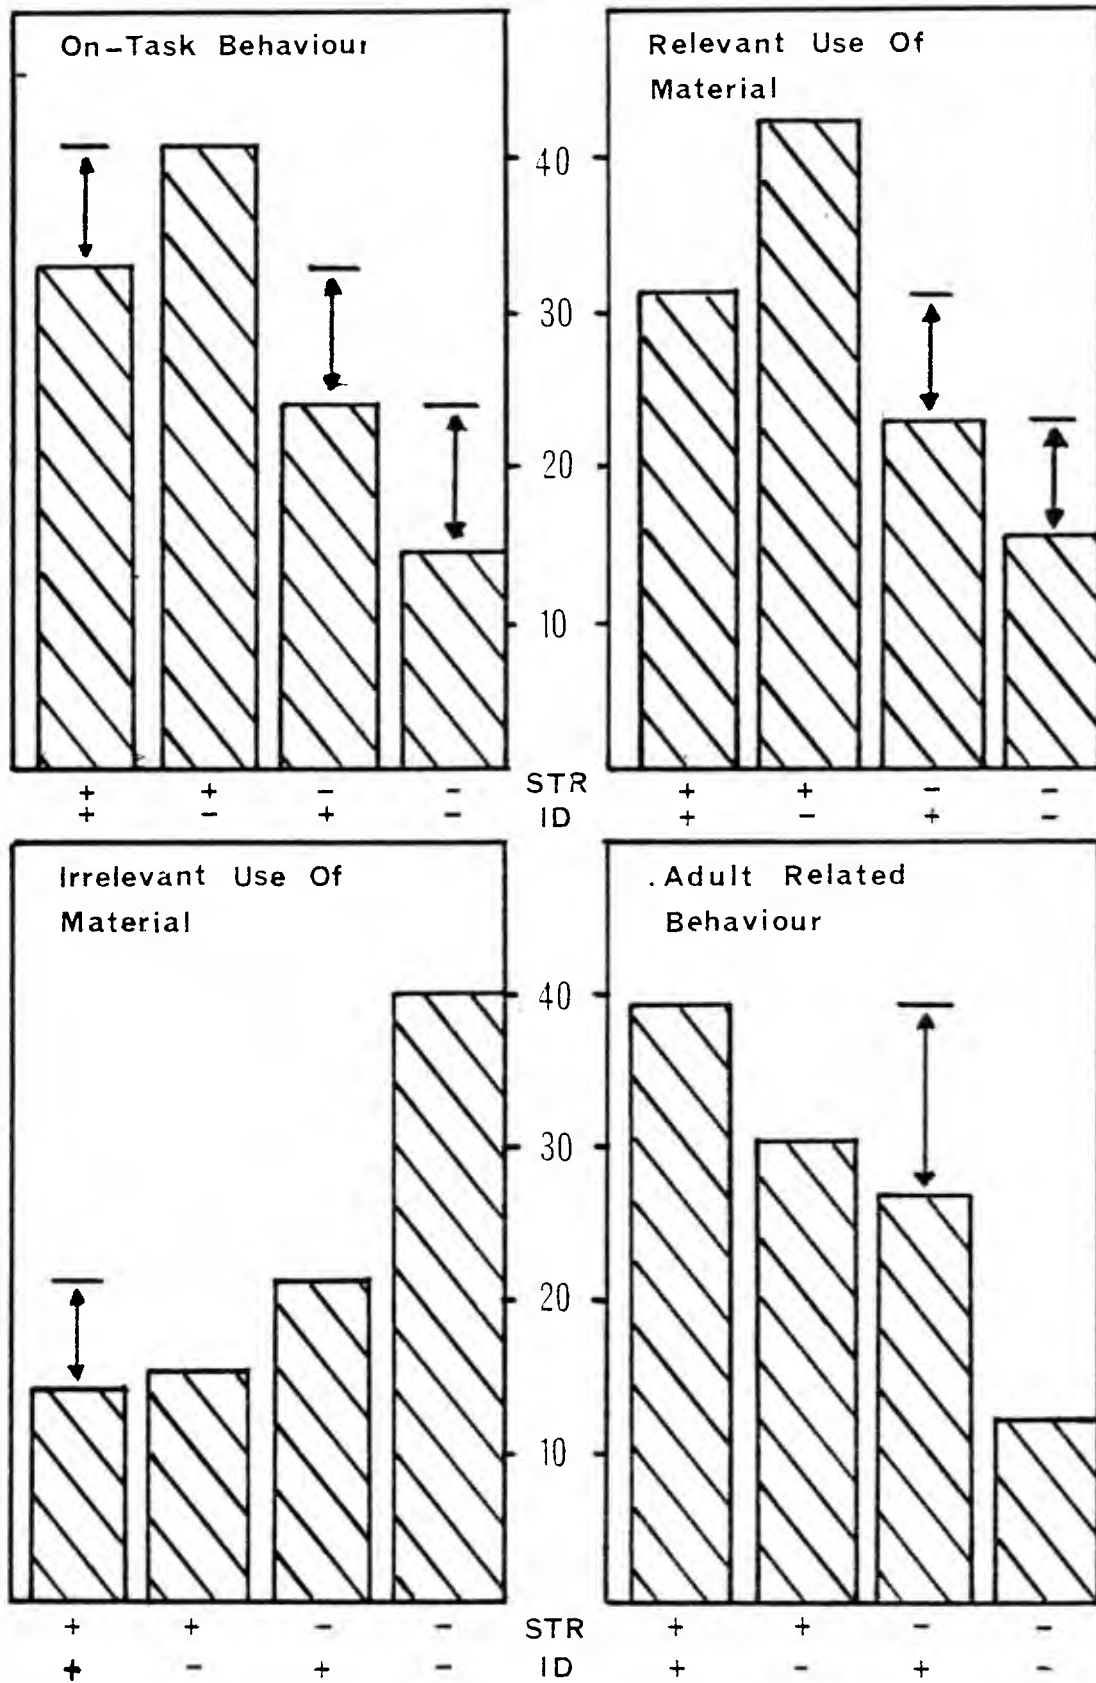 On-Task Behaviour
Relevant Use Of
Material
40
30
20
10
+ + - - STR + + - -
+ - + - ID + - + -
Irrelevant Use Of
Material
. Adult Related
Behaviour
40
30
20
10
+ + - - STR + + - -
+ - + - ID + - + -